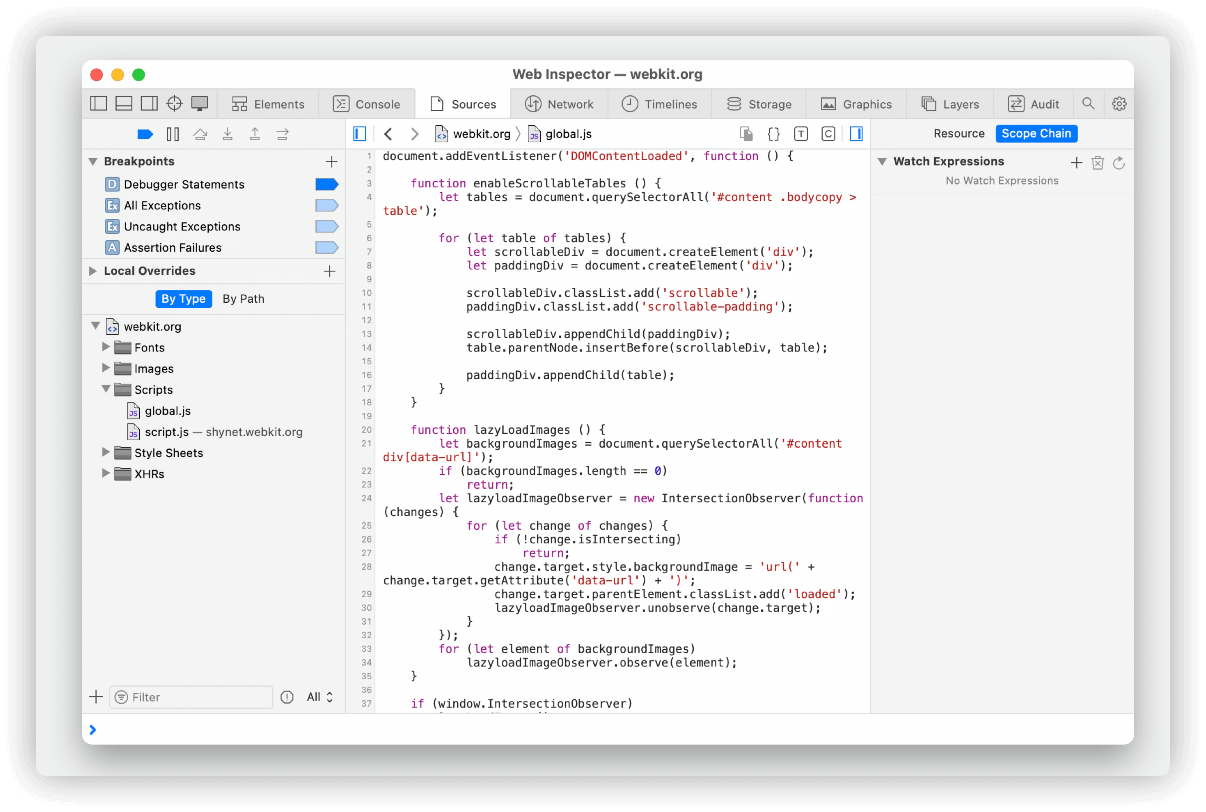 Web Inspector — webkit.org
Elements Console Sources Network Timelines Storage Graphics Layers Audit
webkit.org global.js
Resource Scope Chain
Breakpoints
Debugger Statements
All Exceptions
Uncaught Exceptions
Assertion Failures
Local Overrides
By Type By Path
webkit.org
Fonts
Images
Scripts
global.js
script.js — shynet.webkit.org
Style Sheets
XHRs
Filter All
1 document.addEventListener('DOMContentLoaded', function () {
2
3 function enableScrollableTables () {
4 let tables = document.querySelectorAll('#content .bodycopy >
table');
5
6 for (let table of tables) {
7 let scrollableDiv = document.createElement('div');
8 let paddingDiv = document.createElement('div');
9
10 scrollableDiv.classList.add('scrollable');
11 paddingDiv.classList.add('scrollable-padding');
12
13 scrollableDiv.appendChild(paddingDiv);
14 table.parentNode.insertBefore(scrollableDiv, table);
15
16 paddingDiv.appendChild(table);
17 }
18 }
19
20 function lazyLoadImages () {
21 let backgroundImages = document.querySelectorAll('#content
div[data-url]');
22 if (backgroundImages.length == 0)
23 return;
24 let lazyloadImageObserver = new IntersectionObserver(function
(changes) {
25 for (let change of changes) {
26 if (!change.isIntersecting)
27 return;
28 change.target.style.backgroundImage = 'url(' +
change.target.getAttribute('data-url') + ')';
29 change.target.parentElement.classList.add('loaded');
30 lazyloadImageObserver.unobserve(change.target);
31 }
32 });
33 for (let element of backgroundImages)
34 lazyloadImageObserver.observe(element);
35 }
36
37 if (window.IntersectionObserver)
Watch Expressions
No Watch Expressions